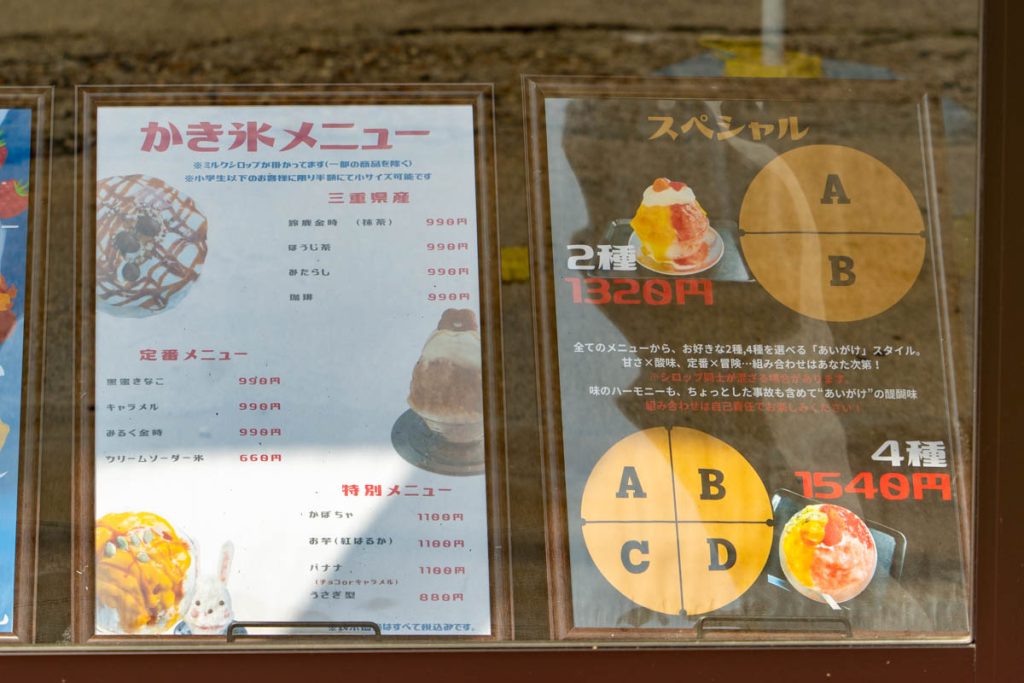 かき氷メニュー
※ミルクシロップが掛かってます(一部の商品を除く)
※小学生以下のお客様に限り半額にて小サイズ可能です
三重県産
鈴鹿金時 (抹茶) 990円
ほうじ茶 990円
みたらし 990円
珈琲 990円
定番メニュー
黒蜜きなこ 990円
キャラメル 990円
みるく金時 990円
クリームソーダー氷 660円
特別メニュー
かぼちゃ 1100円
お芋(紅はるか) 1100円
バナナ 1100円
(チョコorキャラメル)
うさぎ型 880円
はすべて税込みです。
スペシャル
A
B
2種
1320円
全てのメニューから、お好きな2種,4種を選べる「あいがけ」スタイル。
甘さ×酸味、定番×冒険…組み合わせはあなた次第!
※シロップ同士が混ざる場合があります。
味のハーモニーも、ちょっとした事故も含めて“あいがけ”の醍醐味
組み合わせは自己責任でお楽しみください!
4種
1540円
A B
C D